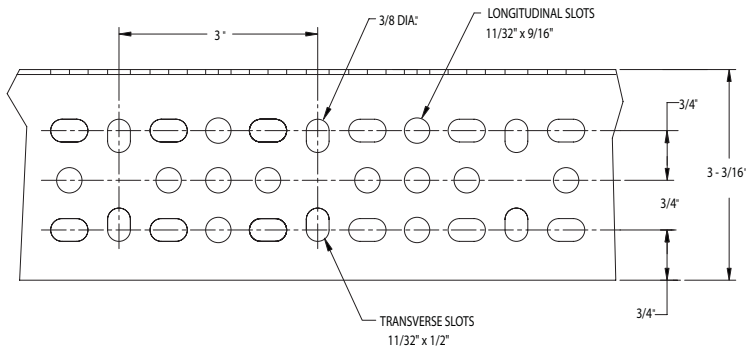 3"
3/8 DIA."
LONGITUDINAL SLOTS
11/32" x 9/16"
3/4"
3 - 3/16"
3/4"
3/4"
TRANSVERSE SLOTS
11/32" x 1/2"